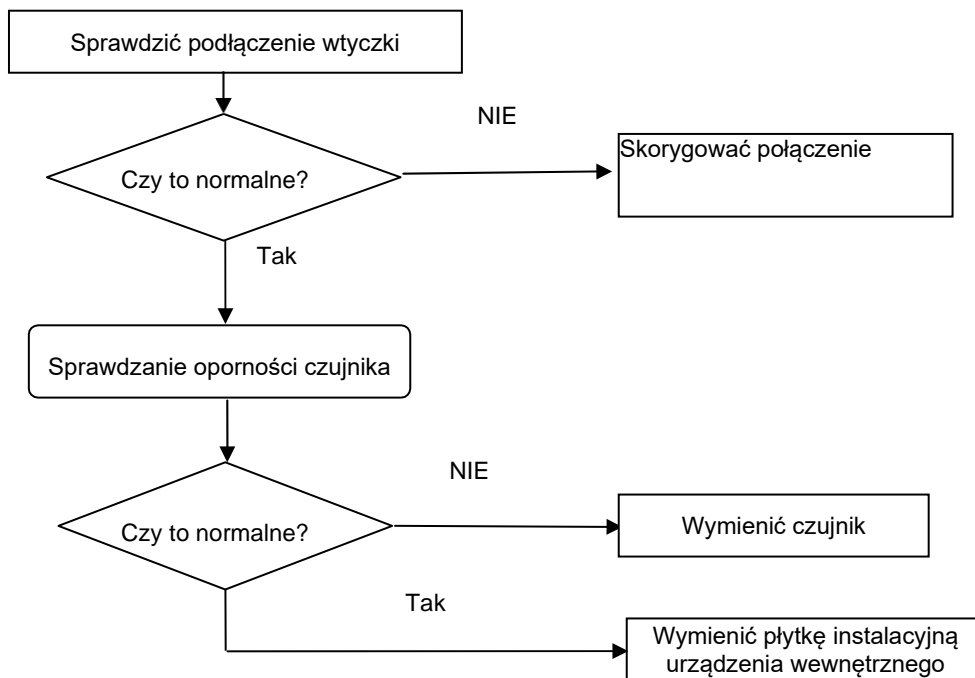 Sprawdzić podłączenie wtyczki
NIE
Skorygować połączenie
Czy to normalne?
Tak
Sprawdzanie oporności czujnika
NIE
Czy to normalne?
Wymienić czujnik
Tak
Wymienić płytkę instalacyjną
urządzenia wewnętrznego